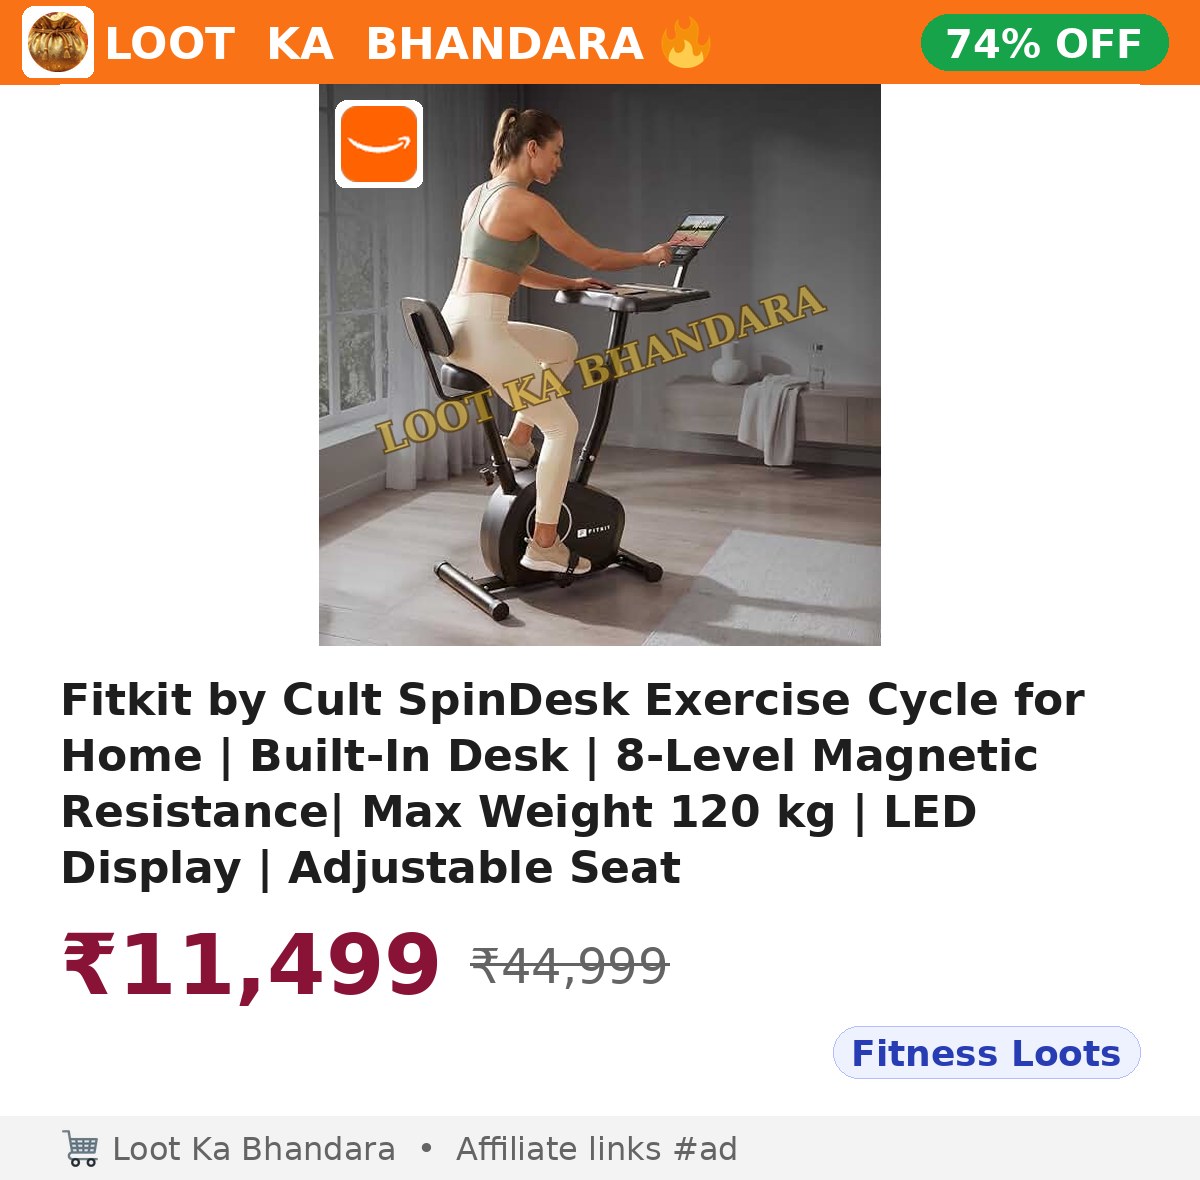 LOOT KA BHANDARA 🔥
74% OFF
LOOT KA BHANDARA
FITKIT
Fitkit by Cult SpinDesk Exercise Cycle for
Home | Built-In Desk | 8-Level Magnetic
Resistance| Max Weight 120 kg | LED
Display | Adjustable Seat
₹11,499 ₹44,999
Fitness Loots
Loot Ka Bhandara • Affiliate links #ad